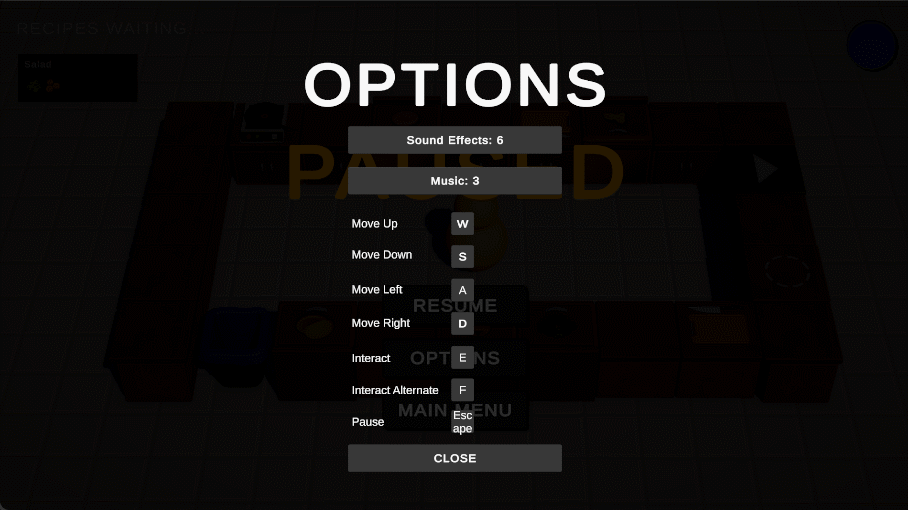 RECIPES WAITING
Salad
OPTIONS
Sound Effects: 6
PAUSED
Music: 3
Move Up W
Move Down S
Move Left A
RESUME
Move Right D
Interact E
OPTIONS
Interact Alternate F
MAIN MENU
Pause Esc
ape
CLOSE